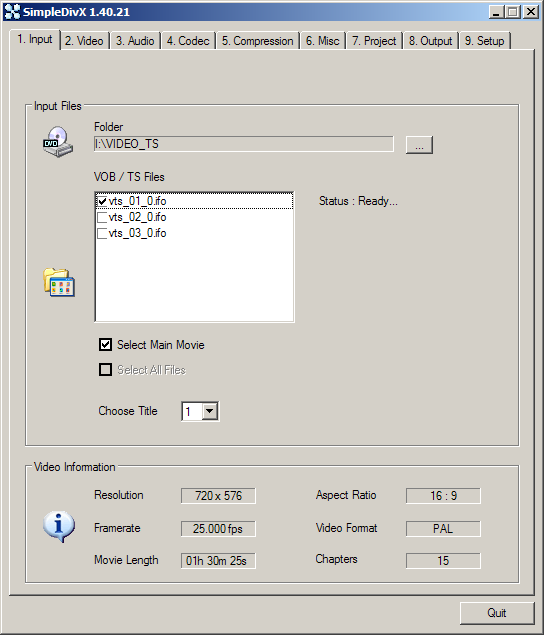 SimpleDivX 1.40.21
1. Input 2. Video 3. Audio 4. Codec 5. Compression 6. Misc 7. Project 8. Output 9. Setup
Input Files
Folder
DVD
I:\VIDEO_TS
...
VOB / TS Files
vts_01_0.ifo
Status : Ready...
vts_02_0.ifo
vts_03_0.ifo
Select Main Movie
Select All Files
Choose Title 1
Video Information
Resolution 720 x 576 Aspect Ratio 16 : 9
Framerate 25.000 fps Video Format PAL
Movie Length 01h 30m 25s Chapters 15
Quit